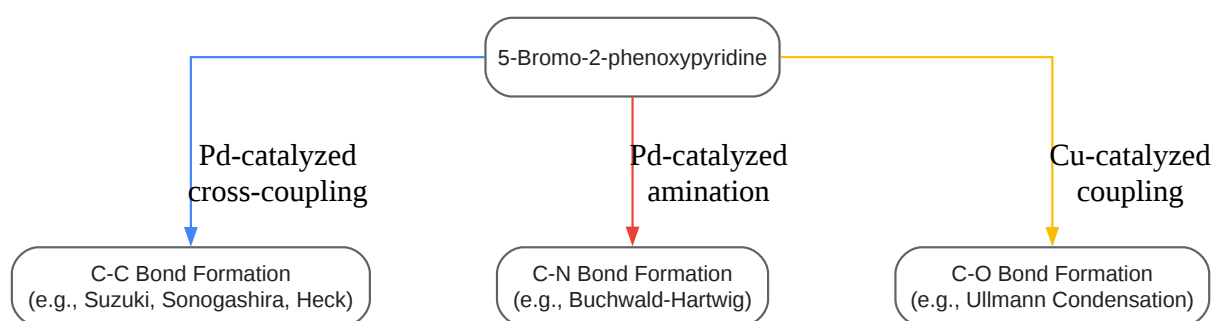 5-Bromo-2-phenoxypyridine
Pd-catalyzed
cross-coupling
Pd-catalyzed
amination
Cu-catalyzed
coupling
C-C Bond Formation
(e.g., Suzuki, Sonogashira, Heck)
C-N Bond Formation
(e.g., Buchwald-Hartwig)
C-O Bond Formation
(e.g., Ullmann Condensation)